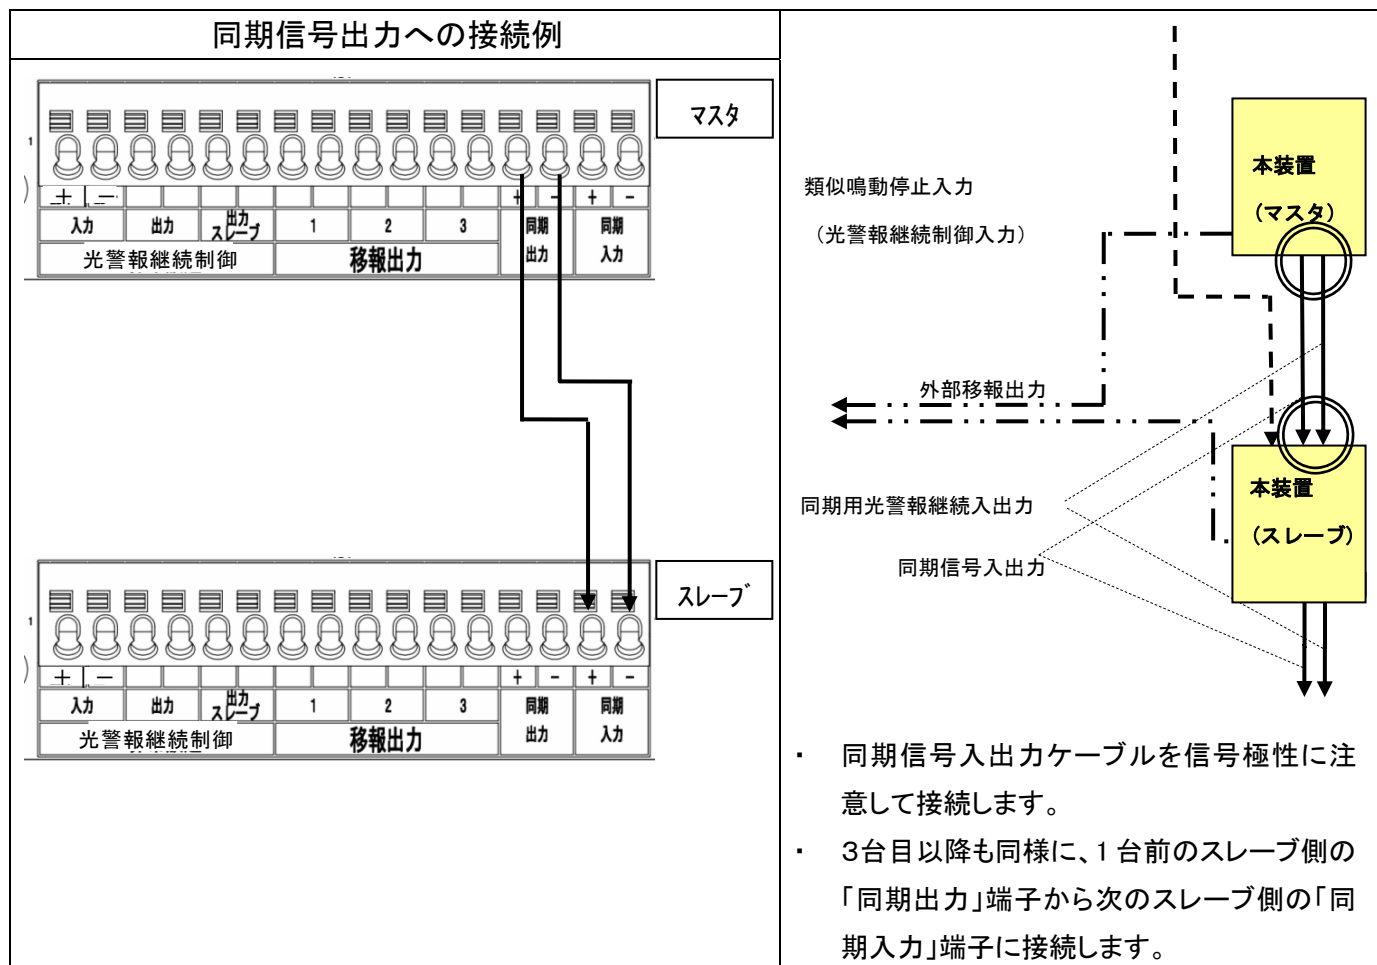 同期信号出力への接続例
マスタ
1
+ - + - + -
入力 出力 出力スレーブ 1 2 3 同期出力 同期入力
光警報継続制御 移報出力
スレーブ
1
+ - + - + -
入力 出力 出力スレーブ 1 2 3 同期出力 同期入力
光警報継続制御 移報出力
本装置
(マスタ)
類似鳴動停止入力
(光警報継続制御入力)
外部移報出力
本装置
(スレーブ)
同期用光警報継続入出力
同期信号入出力
・ 同期信号入出力ケーブルを信号極性に注
意して接続します。
・ 3台目以降も同様に、1 台前のスレーブ側の
「同期出力」端子から次のスレーブ側の「同
期入力」端子に接続します。